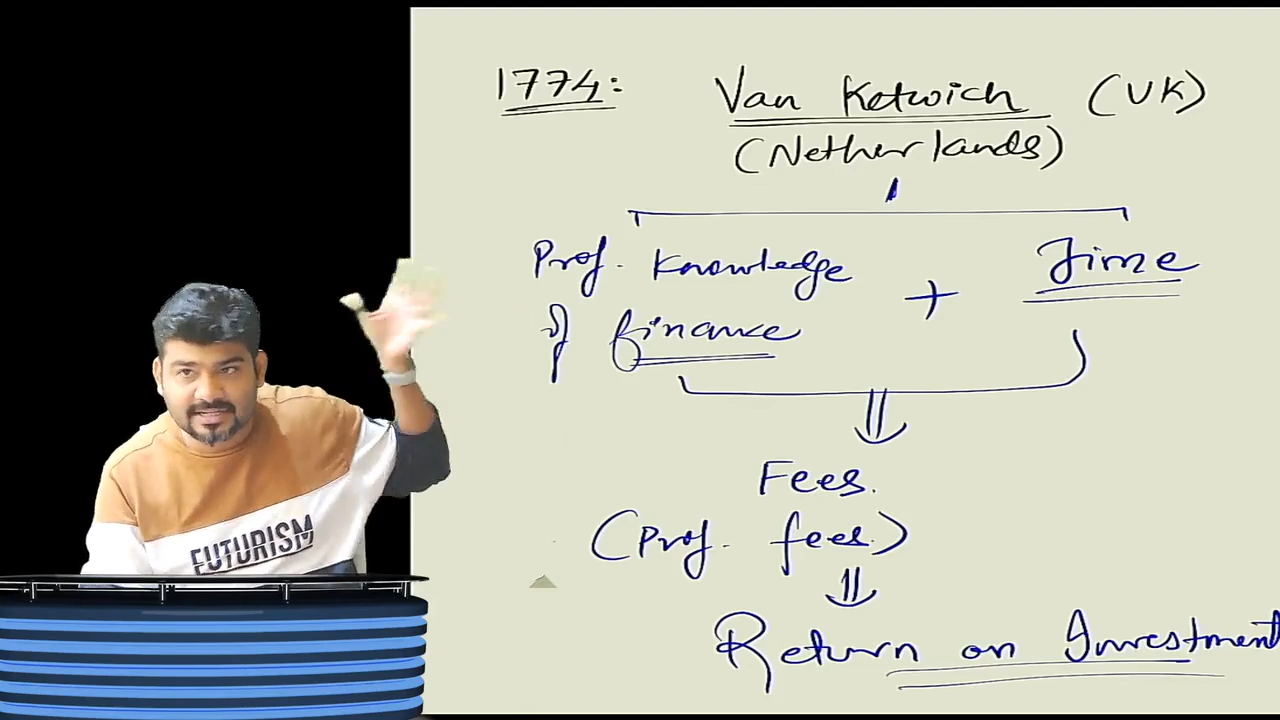 1774: Van Ketwich (UK)
(Netherlands)
Prof. Knowledge + Time
of finance
Fees.
(Prof. fees.)
Return on Investment
FUTURISM